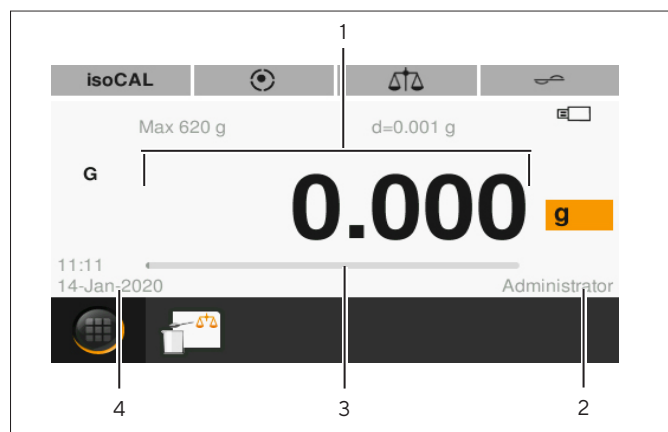 1
isoCAL
Max 620 g d=0.001 g
G
0.000 g
11:11
14-Jan-2020 Administrator
4 3 2